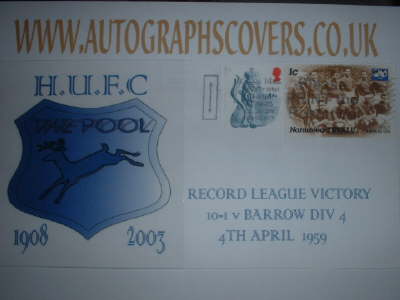 WWW.AUTOGRAPHSCOVERS.CO.UK
H.U.F.C
THE POOL
1908 2003
1c
RECORD LEAGUE VICTORY
10=1 v BARROW DIV 4
4TH APRIL 1959